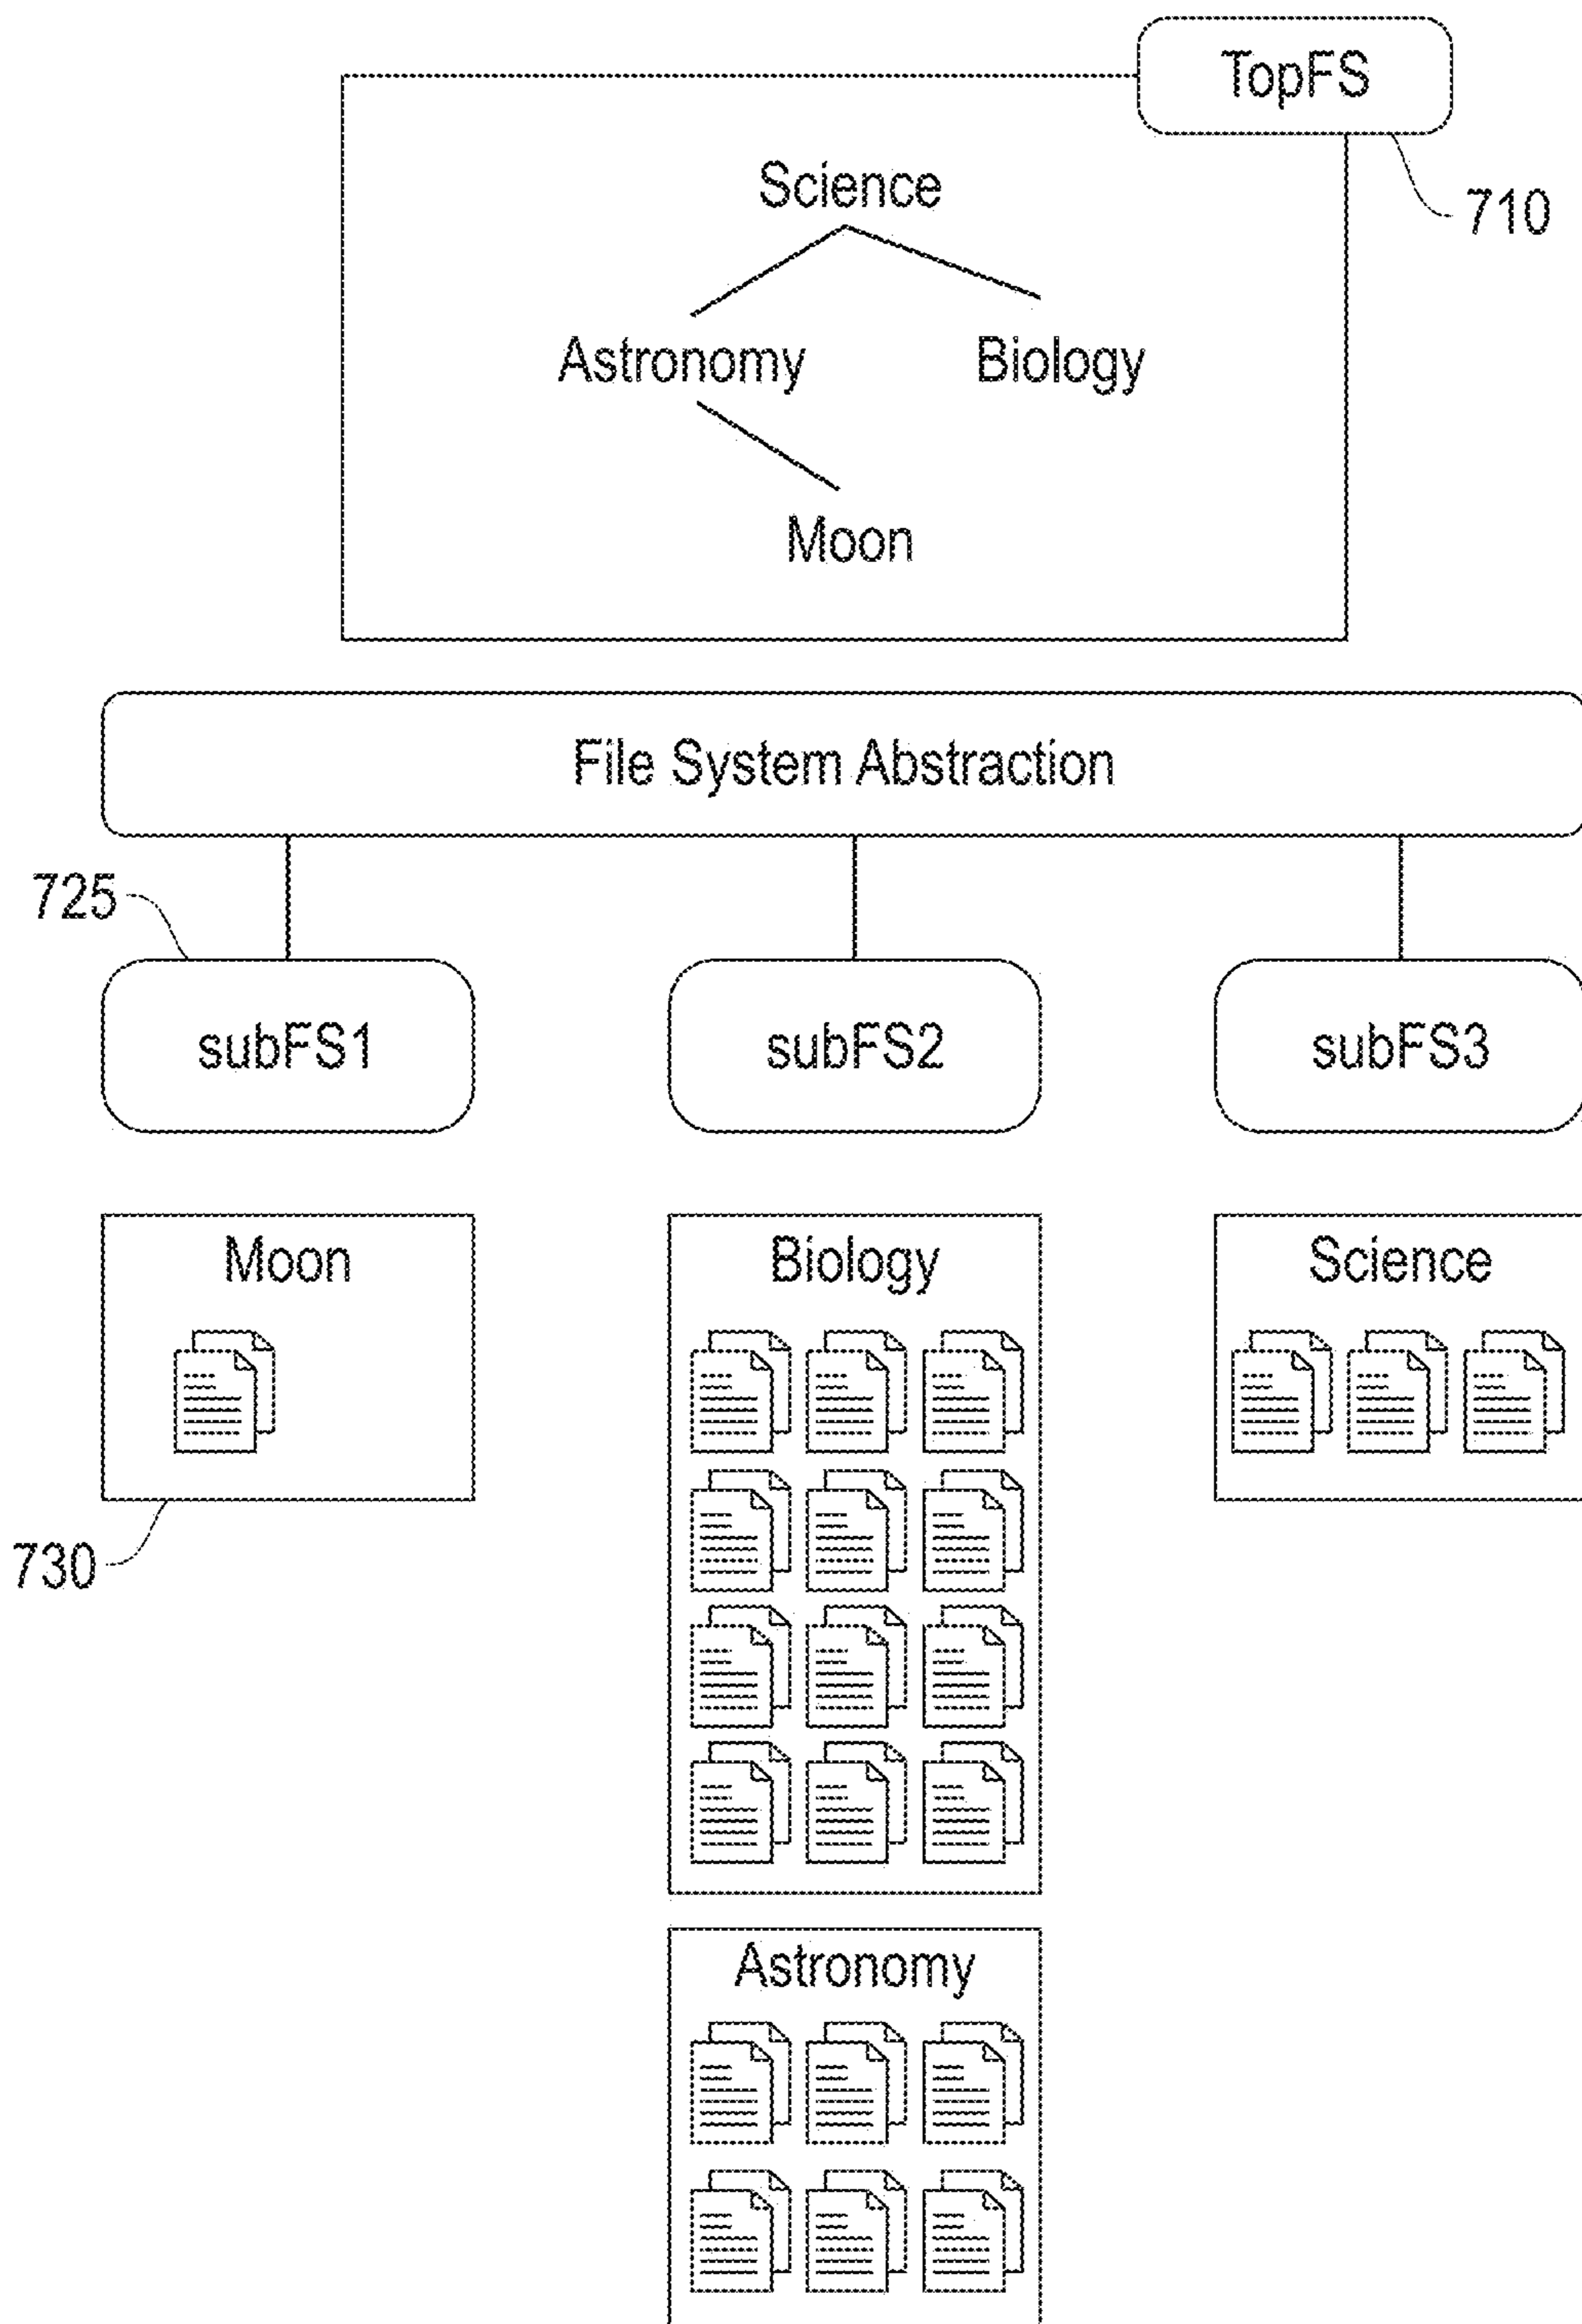 TopFS
710
Science
Astronomy Biology
Moon
File System Abstraction
725
subFS1 subFS2 subFS3
Moon Biology Science
730
Astronomy